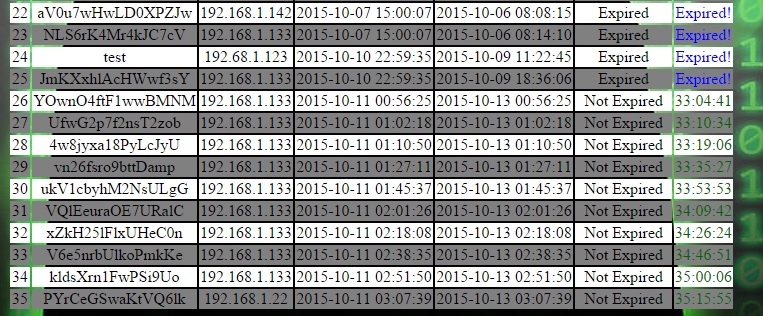 22 aV0u7wHwLD0XPZJw 192.168.1.142 2015-10-07 15:00:07 2015-10-06 08:08:15 Expired Expired!
23 NLS6rK4Mr4kJC7cV 192.168.1.133 2015-10-07 15:00:07 2015-10-06 08:14:10 Expired Expired!
24 test 192.68.1.123 2015-10-10 22:59:35 2015-10-09 11:36:45 Expired Expired!
25 JmKXxhlAcHWwf3sY 192.168.1.133 2015-10-10 22:59:35 2015-10-09 18:22:06 Expired Expired!
26 YOwnO4ftF1wwBMNM 192.168.1.133 2015-10-11 00:56:25 2015-10-13 00:56:25 Not Expired 33:04:41
27 UfwG2p7f2nsT2zob 192.168.1.133 2015-10-11 01:02:18 2015-10-13 01:02:18 Not Expired 33:10:34
28 4w8jyxa18PyLcJyU 192.168.1.133 2015-10-11 01:10:50 2015-10-13 01:10:50 Not Expired 33:19:06
29 vn26fsro9bttDamp 192.168.1.133 2015-10-11 01:27:11 2015-10-13 01:27:11 Not Expired 33:35:27
30 ukV1cbyhM2NsULgG 192.168.1.133 2015-10-11 01:45:37 2015-10-13 01:45:37 Not Expired 33:53:53
31 VQlEeuraOE7URalC 192.168.1.133 2015-10-11 02:01:26 2015-10-13 02:01:26 Not Expired 34:09:42
32 xZkH25lFlxUHeC0n 192.168.1.133 2015-10-11 02:18:08 2015-10-13 02:18:08 Not Expired 34:26:24
33 V6e5nrbUlkoPmkKe 192.168.1.133 2015-10-11 02:38:35 2015-10-13 02:38:35 Not Expired 34:46:51
34 kldsXrn1FwPSi9Uo 192.168.1.133 2015-10-11 02:51:50 2015-10-13 02:51:50 Not Expired 35:00:06
35 PYrCeGSwaKtVQ6lk 192.168.1.22 2015-10-11 03:07:39 2015-10-13 03:07:39 Not Expired 35:15:55